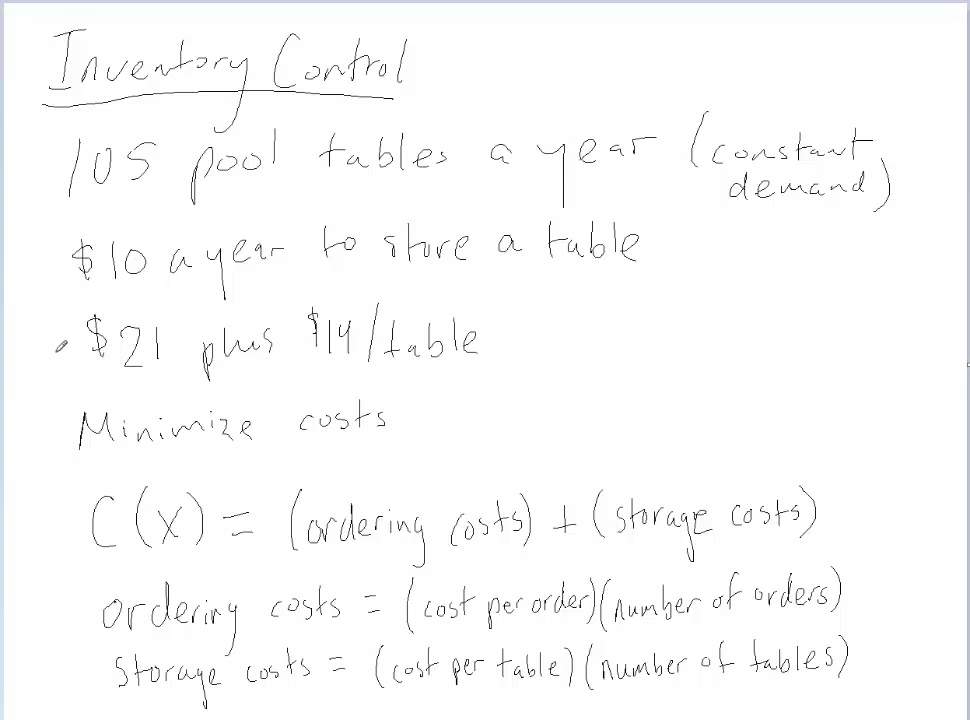 Inventory Control
105 pool tables a year (constant
demand)
$10 a year to store a table
$21 plus $14/table
Minimize costs
C(x) = (ordering costs) + (storage costs)
Ordering costs = (cost per order)(number of orders)
Storage costs = (cost per table)(number of tables)